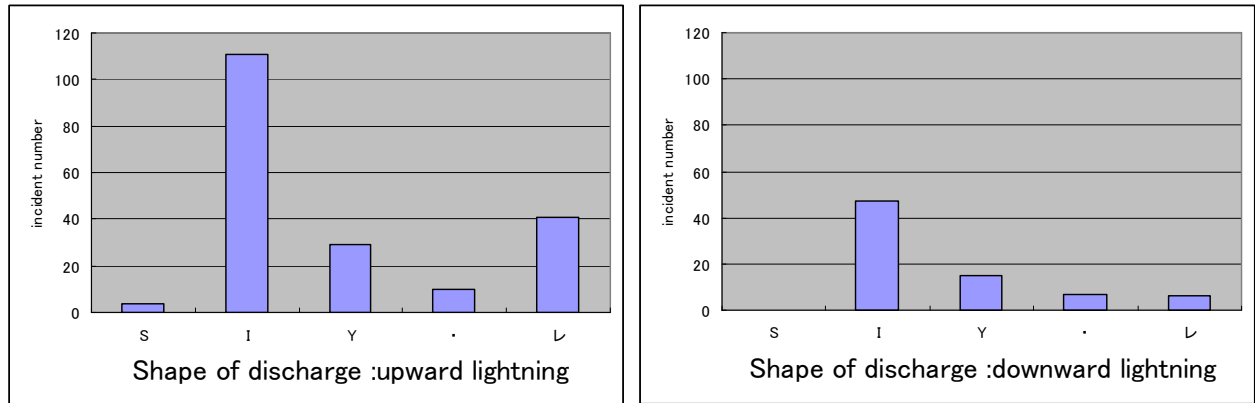 incident number
120
100
80
60
40
20
0
S I Y ・ レ
Shape of discharge :upward lightning
incident number
120
100
80
60
40
20
0
S I Y ・ レ
Shape of discharge :downward lightning